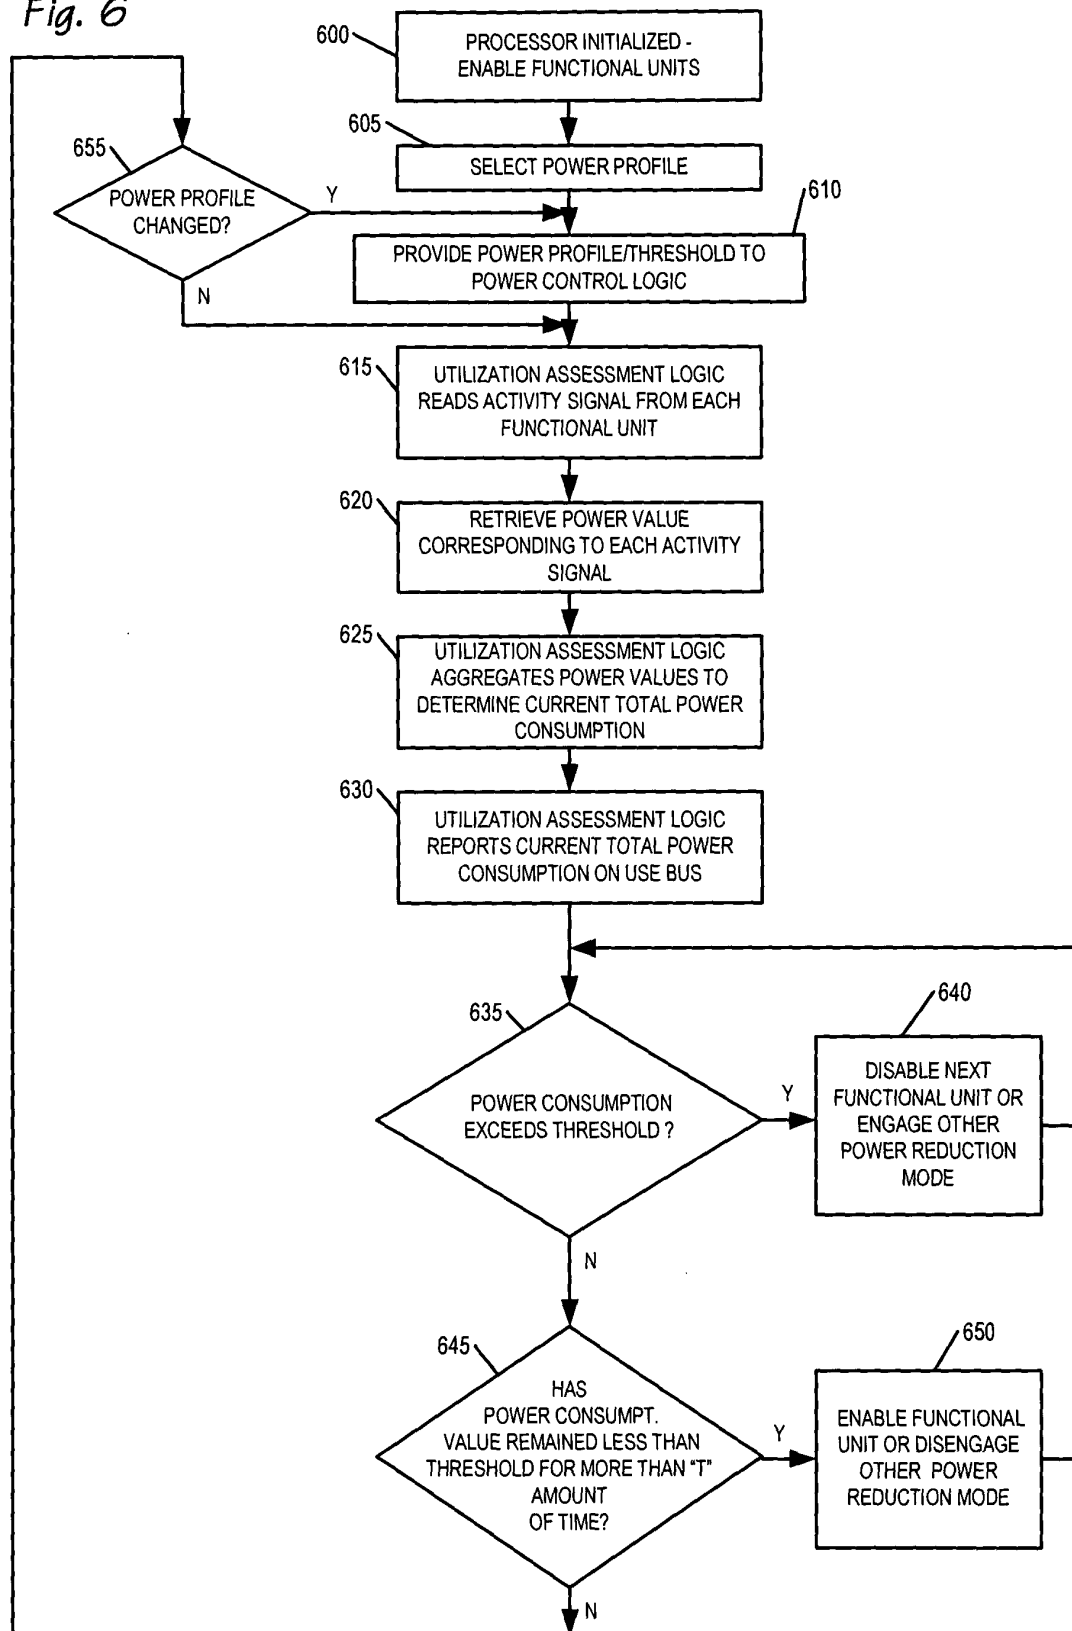 Fig. 6
600
PROCESSOR INITIALIZED -
ENABLE FUNCTIONAL UNITS
605
SELECT POWER PROFILE
655
POWER PROFILE
CHANGED?
Y
N
610
PROVIDE POWER PROFILE/THRESHOLD TO
POWER CONTROL LOGIC
615
UTILIZATION ASSESSMENT LOGIC
READS ACTIVITY SIGNAL FROM EACH
FUNCTIONAL UNIT
620
RETRIEVE POWER VALUE
CORRESPONDING TO EACH ACTIVITY
SIGNAL
625
UTILIZATION ASSESSMENT LOGIC
AGGREGATES POWER VALUES TO
DETERMINE CURRENT TOTAL POWER
CONSUMPTION
630
UTILIZATION ASSESSMENT LOGIC
REPORTS CURRENT TOTAL POWER
CONSUMPTION ON USE BUS
635
POWER CONSUMPTION
EXCEEDS THRESHOLD ?
Y
N
640
DISABLE NEXT
FUNCTIONAL UNIT OR
ENGAGE OTHER
POWER REDUCTION
MODE
645
HAS
POWER CONSUMPT.
VALUE REMAINED LESS THAN
THRESHOLD FOR MORE THAN "T"
AMOUNT
OF TIME?
Y
N
650
ENABLE FUNCTIONAL
UNIT OR DISENGAGE
OTHER POWER
REDUCTION MODE